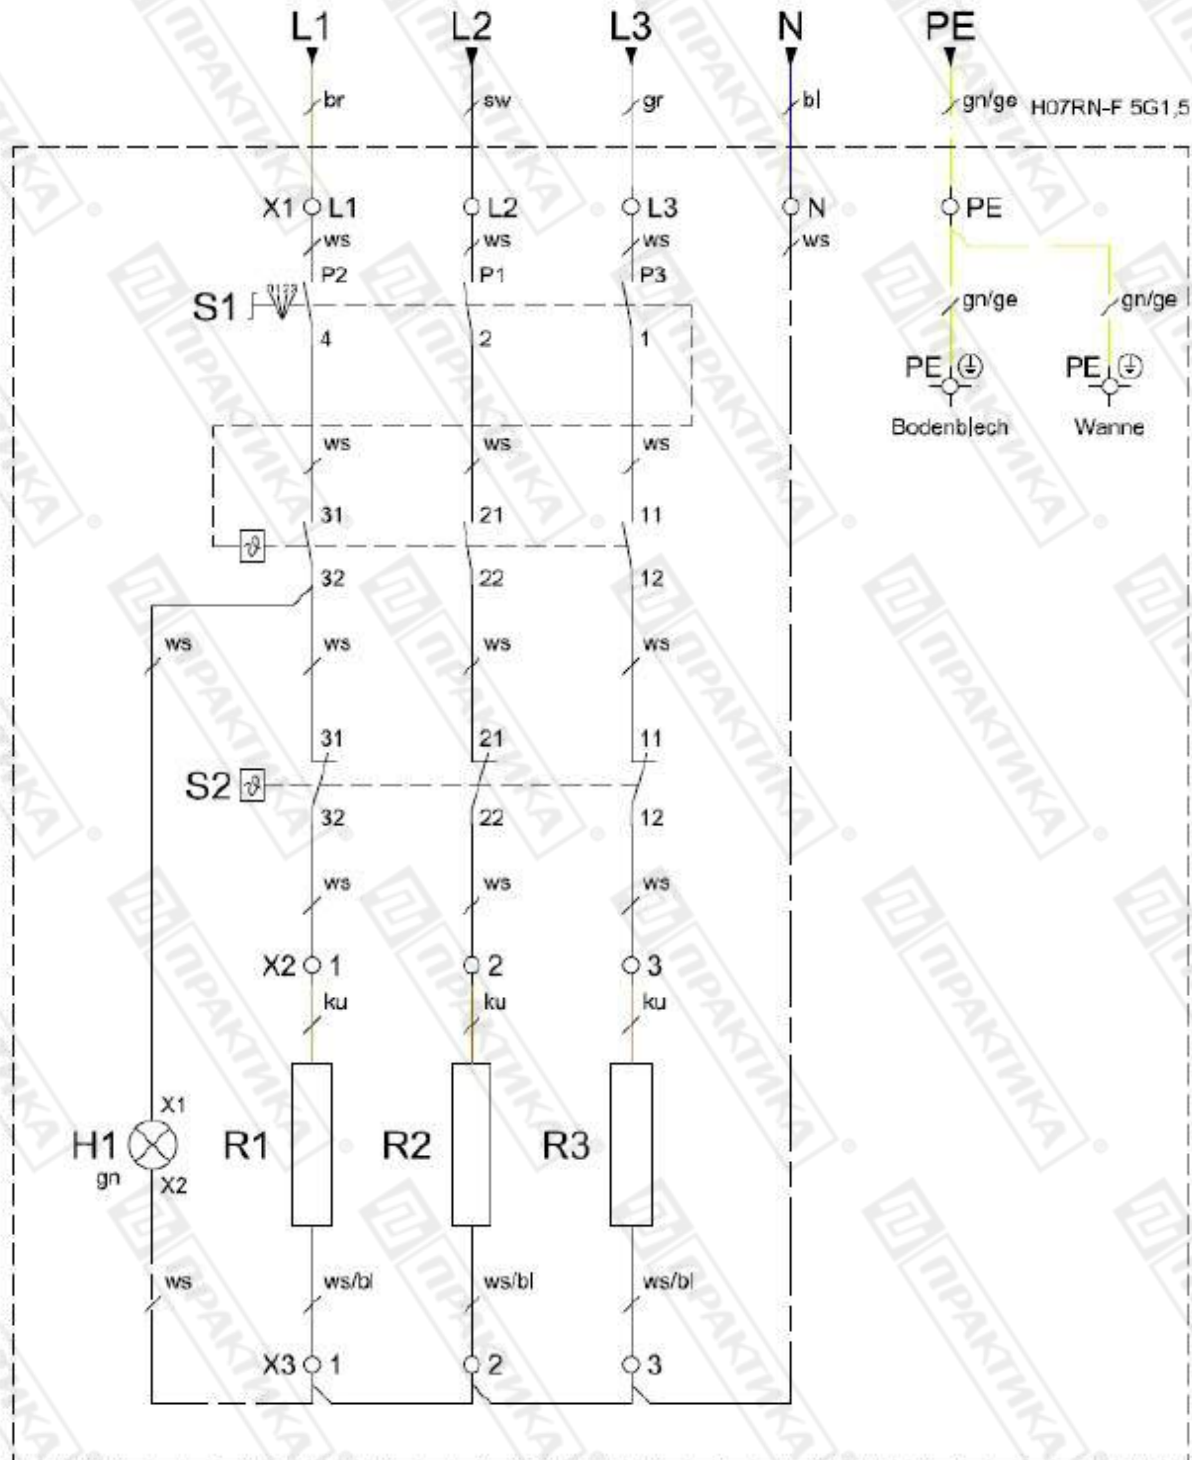 L1 L2 L3 N PE
br sw gr bl gn/ge H07RN-F 5G1,5
X1 L1 L2 L3 N PE
ws ws ws ws
P2 P1 P3
S1 0123 gn/ge gn/ge
4 2 1
PE PE
Bodenblech Wanne
ws ws ws
31 21 11
32 22 12
ws ws ws ws
31 21 11
S2
32 22 12
ws ws ws
X2 1 2 3
ku ku ku
X1
H1 R1 R2 R3
gn X2
ws ws/bl ws/bl ws/bl
X3 1 2 3
ПРАКТИКА